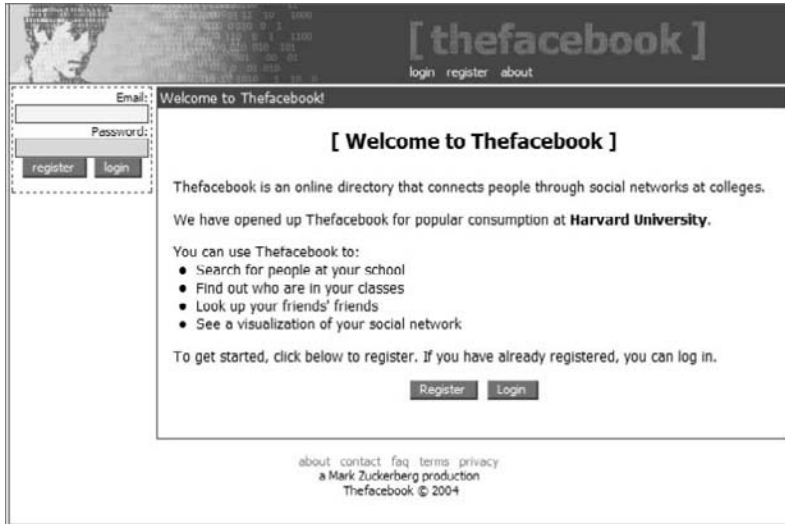 [ thefacebook ]
login register about
Email:
Password:
register login
Welcome to Thefacebook!
[ Welcome to Thefacebook ]
Thefacebook is an online directory that connects people through social networks at colleges.
We have opened up Thefacebook for popular consumption at Harvard University.
You can use Thefacebook to:
• Search for people at your school
• Find out who are in your classes
• Look up your friends' friends
• See a visualization of your social network
To get started, click below to register. If you have already registered, you can log in.
Register Login
about contact faq terms privacy
a Mark Zuckerberg production
Thefacebook © 2004